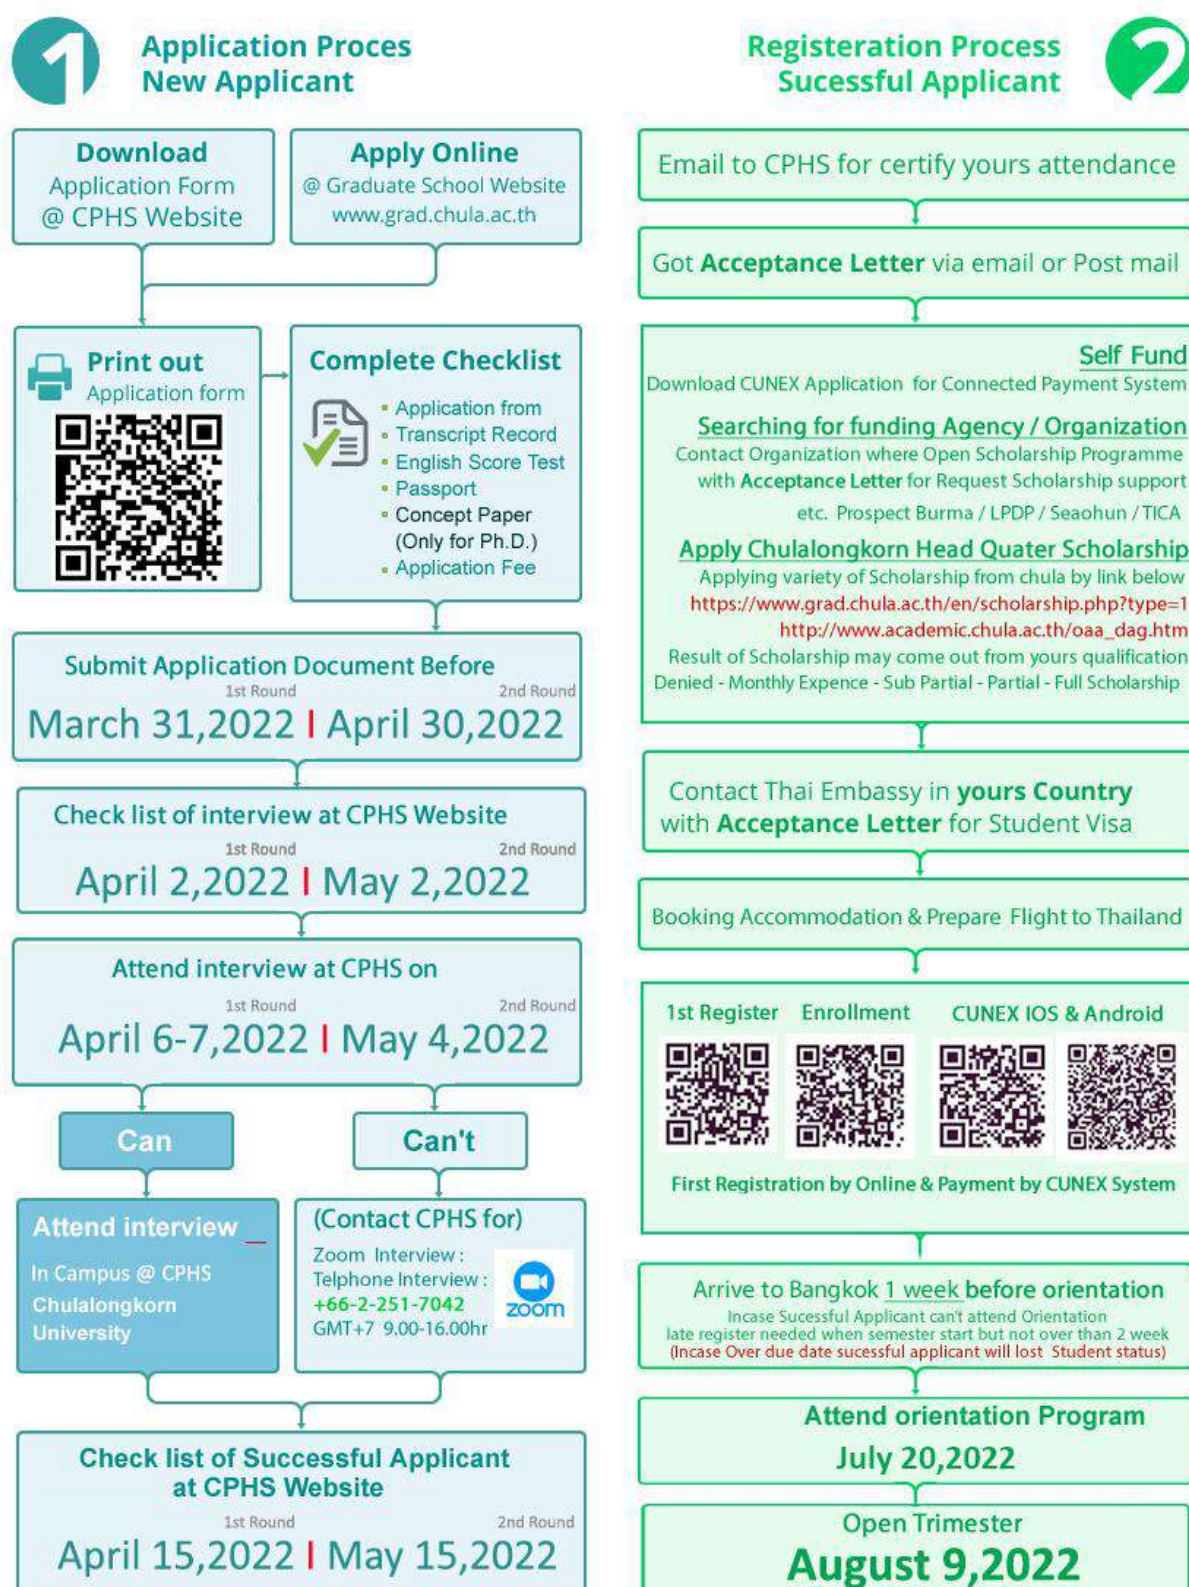 1
Application Proces
New Applicant
Download
Application Form
@ CPHS Website
Apply Online
@ Graduate School Website
www.grad.chula.ac.th
Print out
Application form
Complete Checklist
Application from
Transcript Record
English Score Test
Passport
Concept Paper
(Only for Ph.D.)
Application Fee
Submit Application Document Before
1st Round 2nd Round
March 31,2022 | April 30,2022
Check list of interview at CPHS Website
1st Round 2nd Round
April 2,2022 | May 2,2022
Attend interview at CPHS on
1st Round 2nd Round
April 6-7,2022 | May 4,2022
Can
Can't
Attend interview _
In Campus @ CPHS
Chulalongkorn
University
(Contact CPHS for)
Zoom Interview :
Telphone Interview :
+66-2-251-7042
GMT+7 9.00-16.00hr
zoom
Check list of Successful Applicant
at CPHS Website
1st Round 2nd Round
April 15,2022 | May 15,2022
Registeration Process
Sucessful Applicant
2
Email to CPHS for certify yours attendance
Got Acceptance Letter via email or Post mail
Self Fund
Download CUNEX Application for Connected Payment System
Searching for funding Agency / Organization
Contact Organization where Open Scholarship Programme
with Acceptance Letter for Request Scholarship support
etc. Prospect Burma / LPDP / Seaohun / TICA
Apply Chulalongkorn Head Quater Scholarship
Applying variety of Scholarship from chula by link below
https://www.grad.chula.ac.th/en/scholarship.php?type=1
http://www.academic.chula.ac.th/oaa_dag.htm
Result of Scholarship may come out from yours qualification
Denied - Monthly Expence - Sub Partial - Partial - Full Scholarship
Contact Thai Embassy in yours Country
with Acceptance Letter for Student Visa
Booking Accommodation & Prepare Flight to Thailand
1st Register Enrollment CUNEX IOS & Android
First Registration by Online & Payment by CUNEX System
Arrive to Bangkok 1 week before orientation
Incase Sucessful Applicant can't attend Orientation
late register needed when semester start but not over than 2 week
(Incase Over due date sucessful applicant will lost Student status)
Attend orientation Program
July 20,2022
Open Trimester
August 9,2022